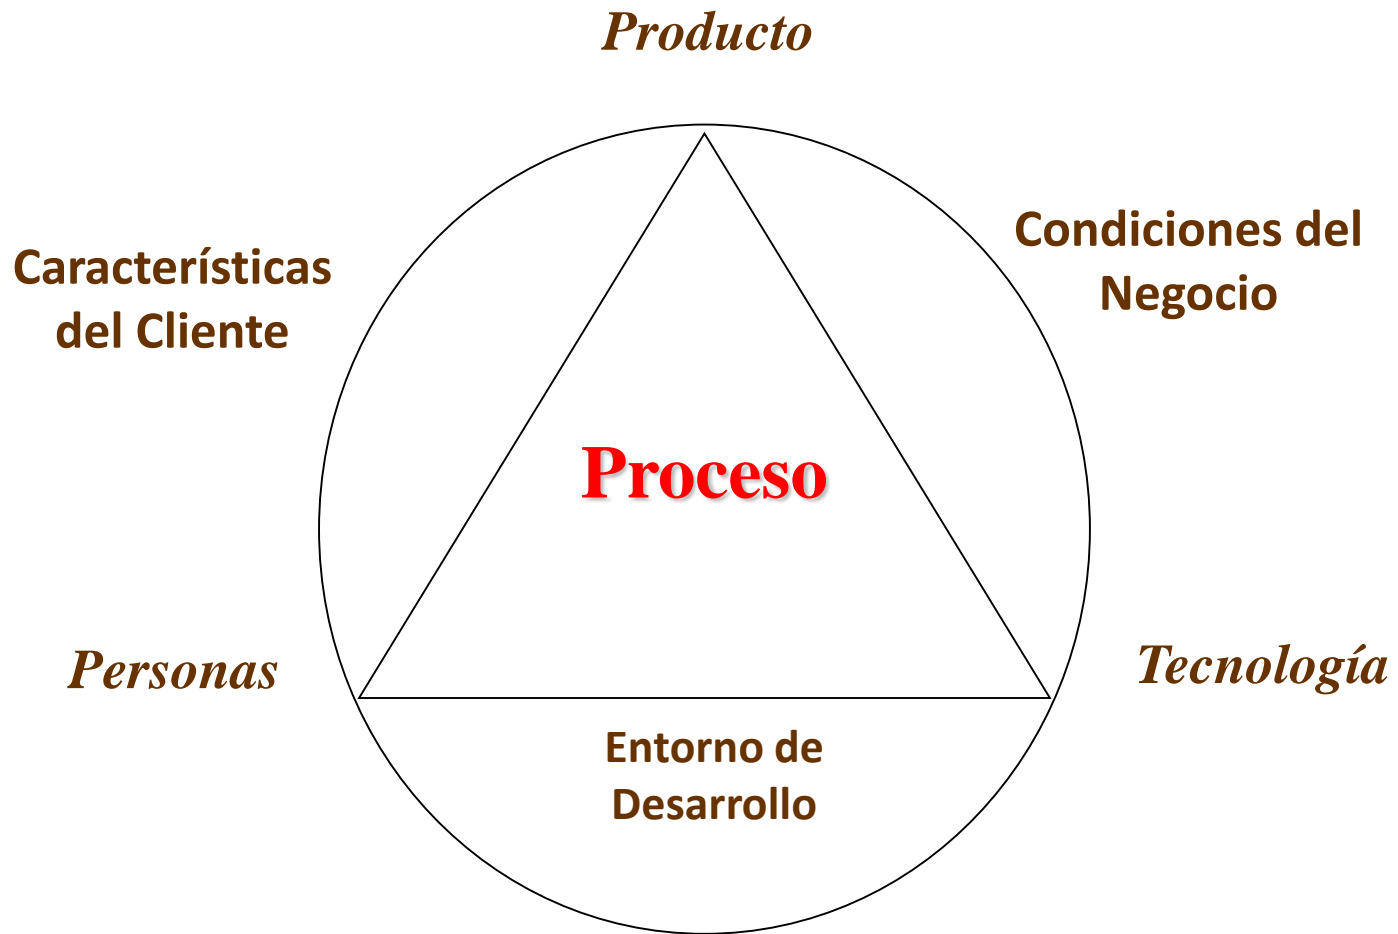 Producto
Condiciones del
Negocio
Características
del Cliente
Proceso
Personas
Tecnología
Entorno de
Desarrollo